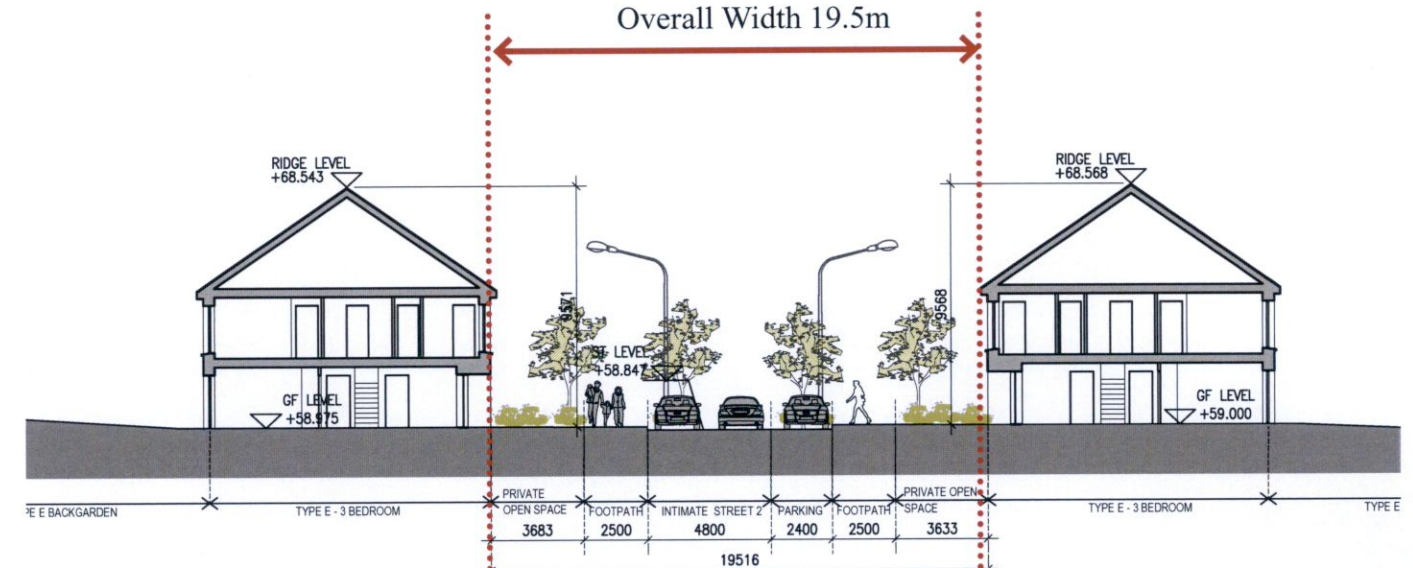 Overall Width 19.5m
RIDGE LEVEL
+68.543
RIDGE LEVEL
+68.568
9571
9568
ST LEVEL
+58.847
GF LEVEL
+58.975
GF LEVEL
+59.000
PE E BACKGARDEN
TYPE E - 3 BEDROOM
PRIVATE
OPEN SPACE
FOOTPATH
INTIMATE STREET 2
PARKING
FOOTPATH
PRIVATE OPEN
SPACE
TYPE E - 3 BEDROOM
TYPE E
3683
2500
4800
2400
2500
3633
19516